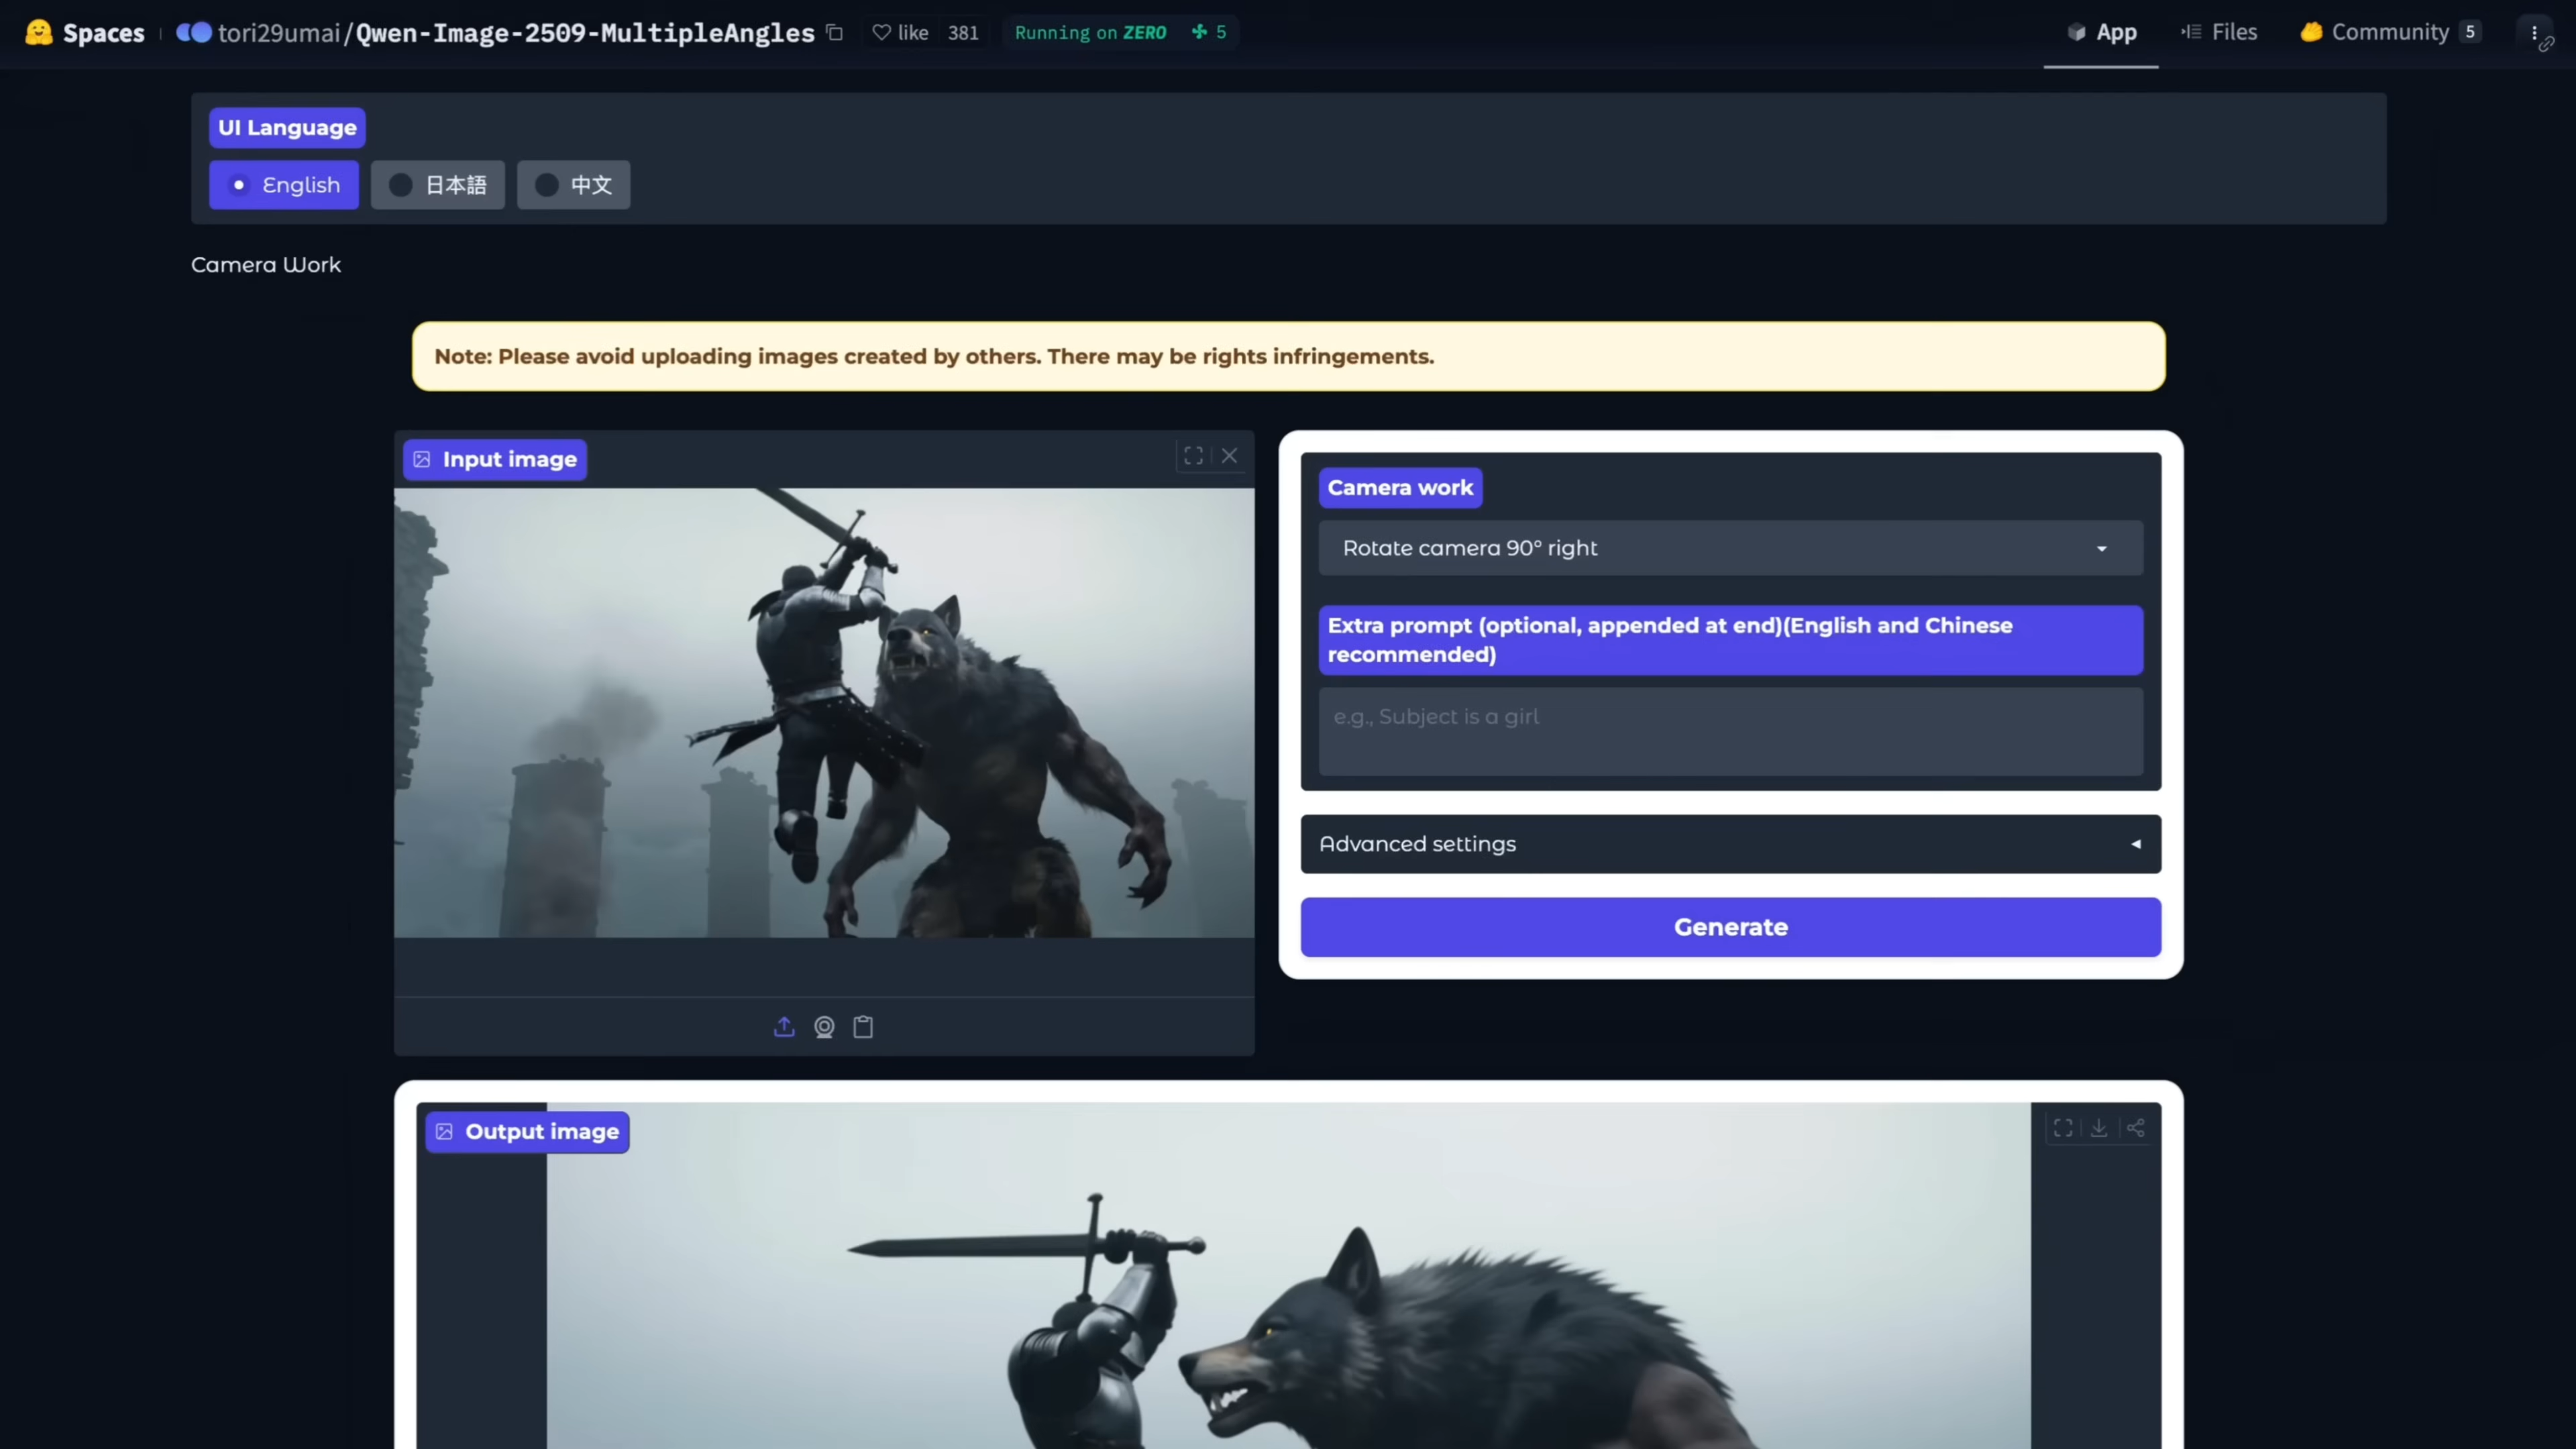 Spaces
tori29umai/Qwen-Image-2509-MultipleAngles
like 381
Running on ZERO 5
App
Files
Community 5
UI Language
English
日本語
中文
Camera Work
Note: Please avoid uploading images created by others. There may be rights infringements.
Input image
Camera work
Rotate camera 90° right
Extra prompt (optional, appended at end)(English and Chinese
recommended)
e.g., Subject is a girl
Advanced settings
Generate
Output image